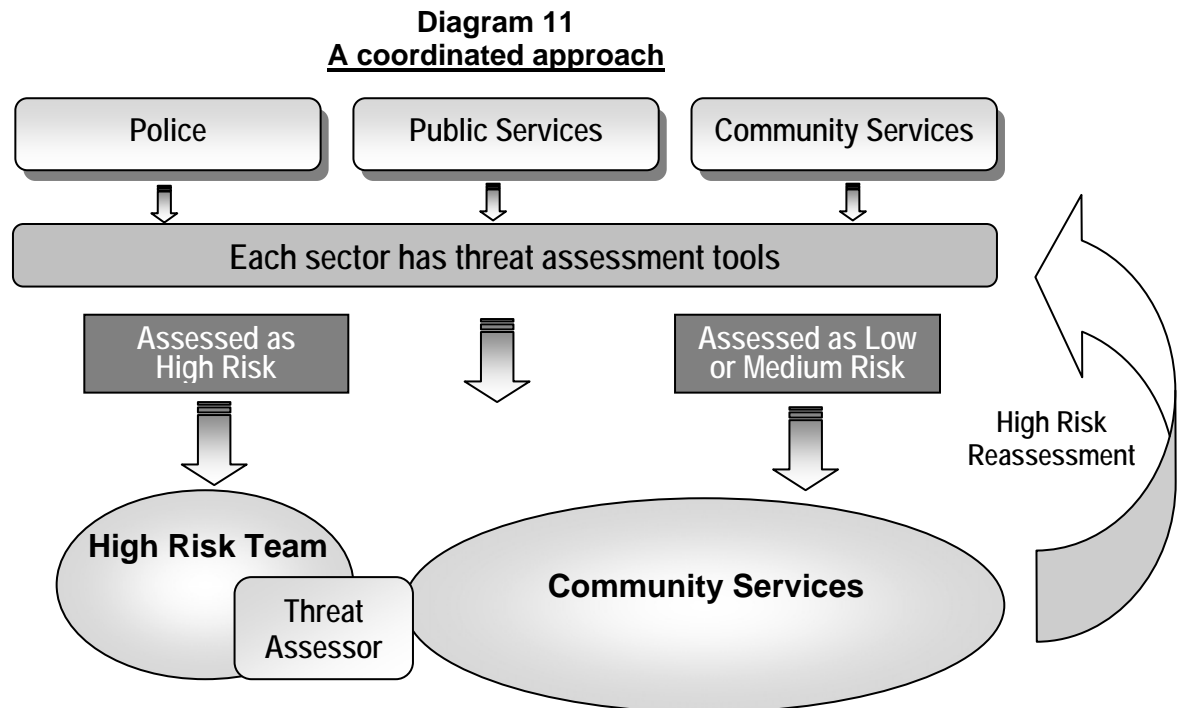 Diagram 11
A coordinated approach
Police
Public Services
Community Services
Each sector has threat assessment tools
Assessed as
High Risk
Assessed as Low
or Medium Risk
High Risk
Reassessment
High Risk Team
Community Services
Threat
Assessor